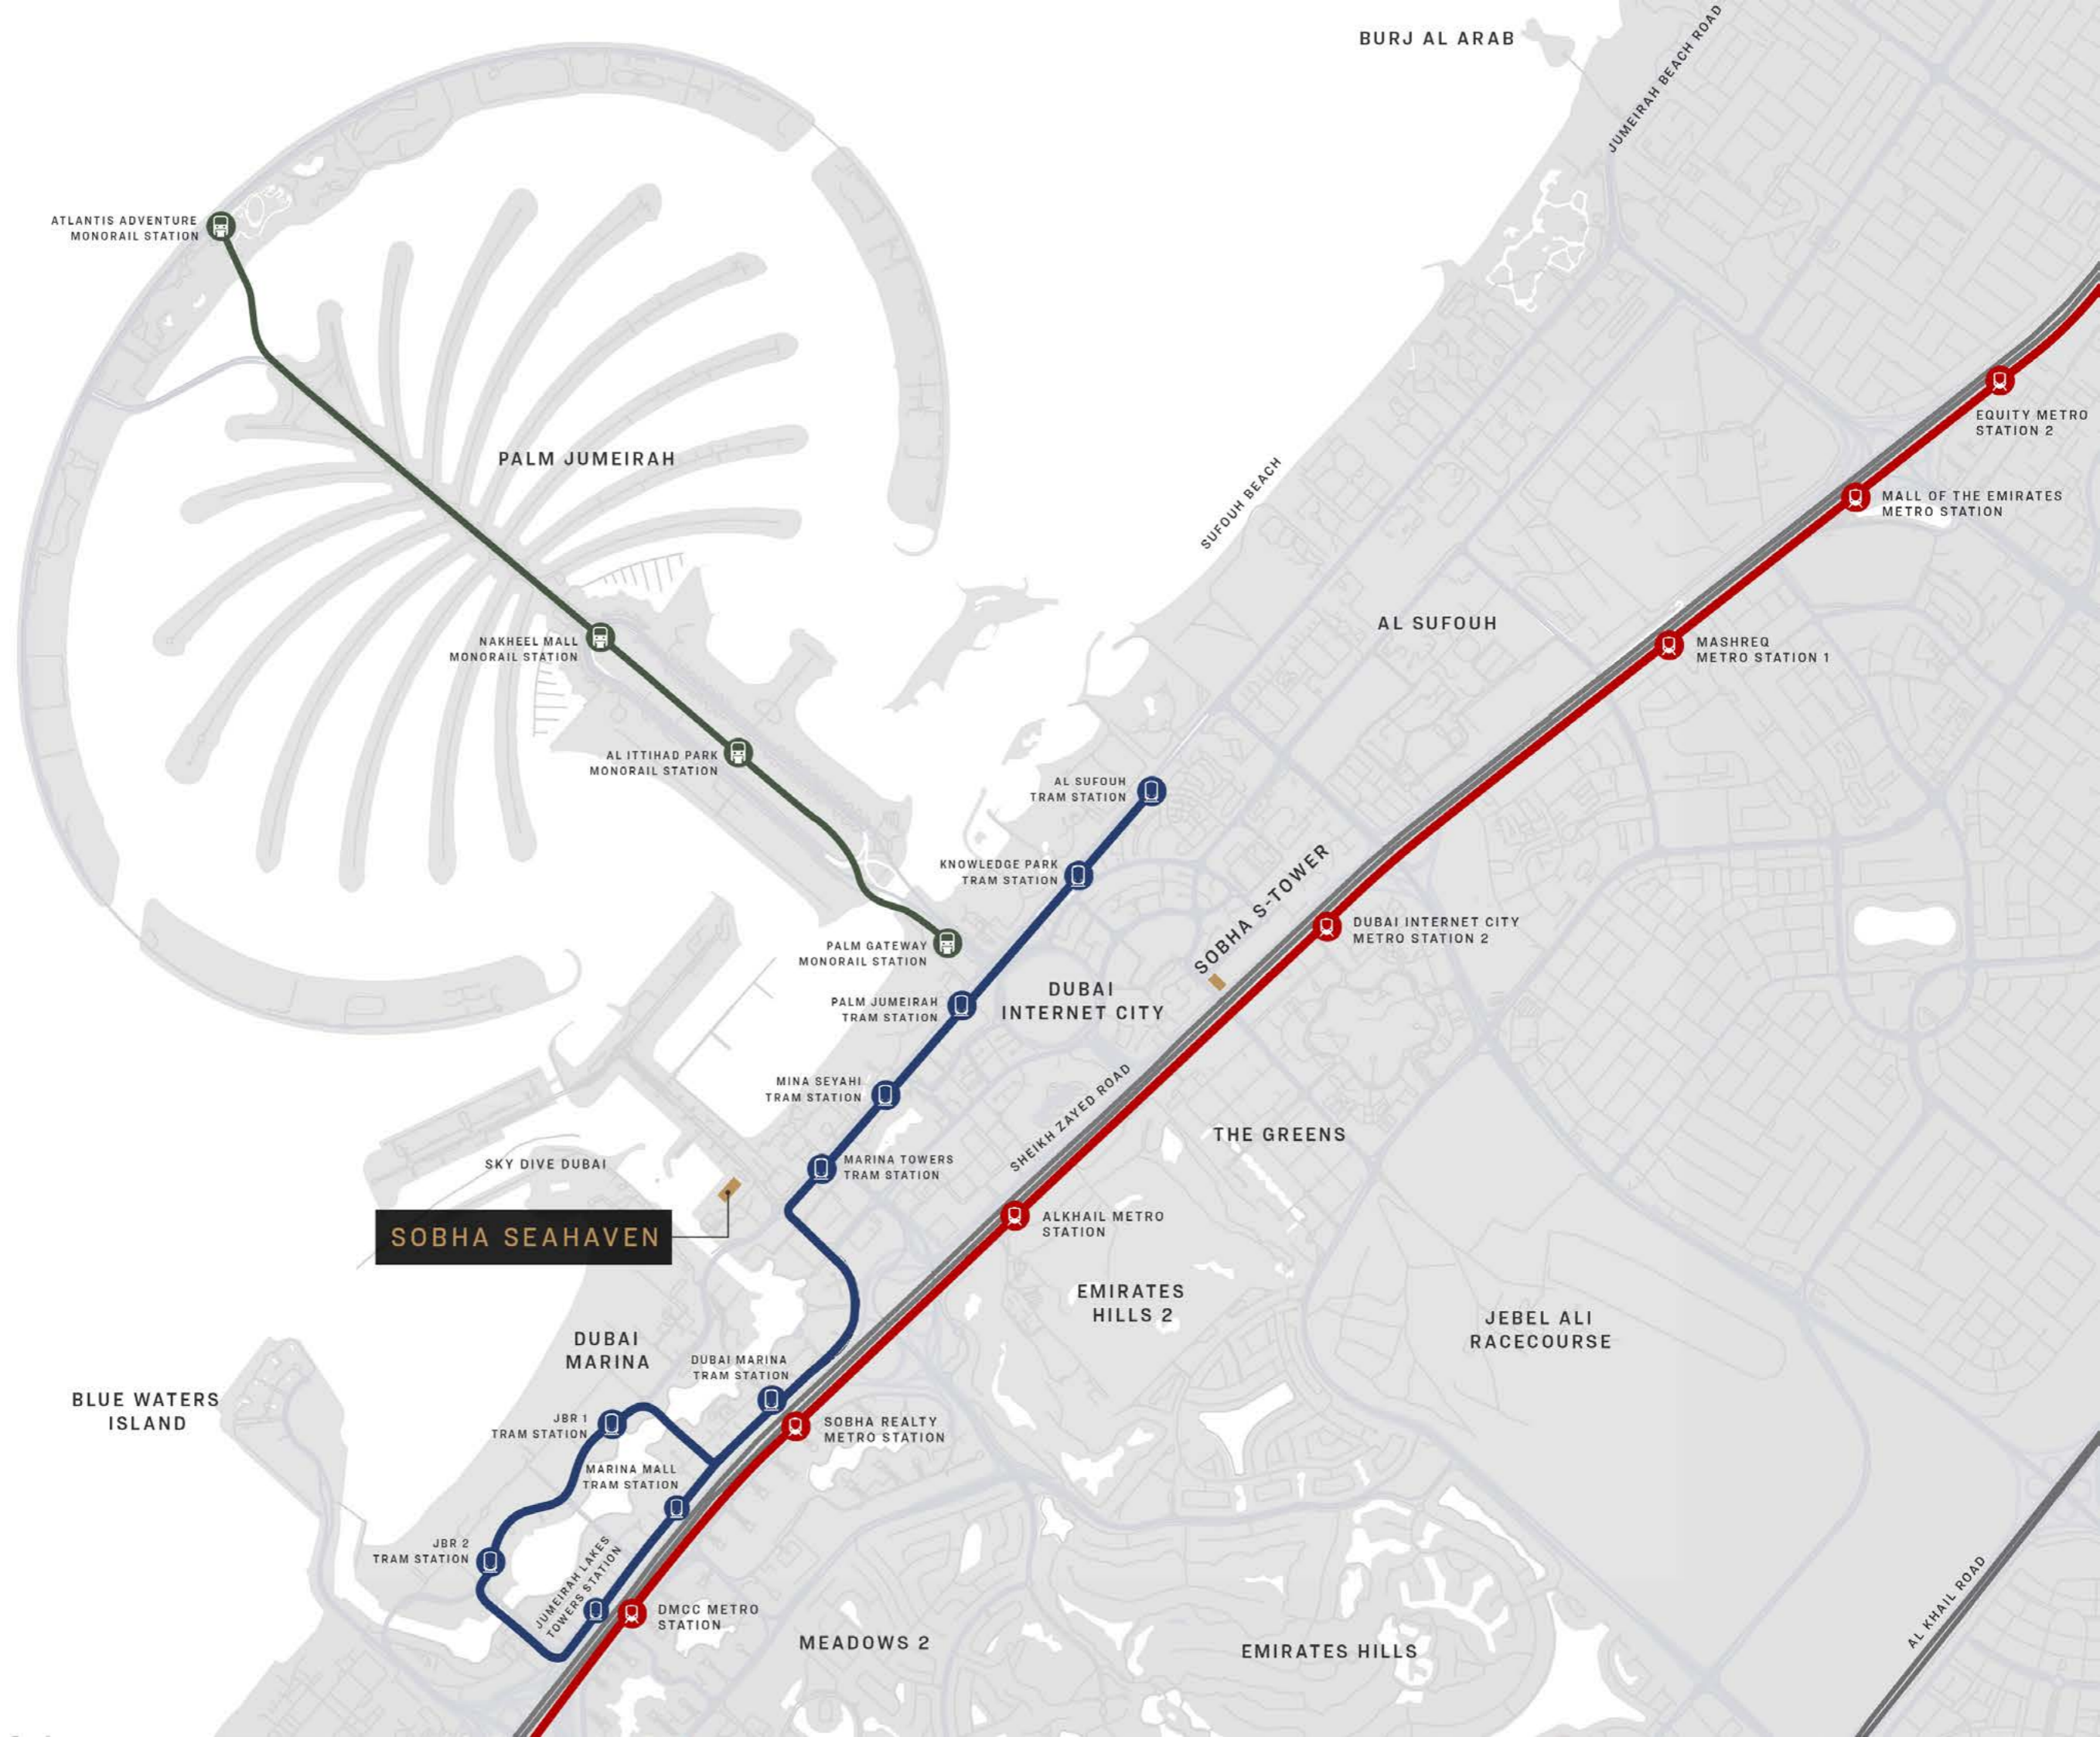 BURJ AL ARAB
JUMEIRAH BEACH ROAD
ATLANTIS ADVENTURE
MONORAIL STATION
EQUITY METRO
STATION 2
PALM JUMEIRAH
SUFOUH BEACH
MALL OF THE EMIRATES
METRO STATION
AL SUFOUH
NAKHEEL MALL
MONORAIL STATION
MASHREQ
METRO STATION 1
AL ITTIHAD PARK
MONORAIL STATION
AL SUFOUH
TRAM STATION
KNOWLEDGE PARK
TRAM STATION
SOBHA S-TOWER
DUBAI INTERNET CITY
METRO STATION 2
PALM GATEWAY
MONORAIL STATION
PALM JUMEIRAH
TRAM STATION
DUBAI
INTERNET CITY
MINA SEYAHI
TRAM STATION
SHEIKH ZAYED ROAD
THE GREENS
SKY DIVE DUBAI
MARINA TOWERS
TRAM STATION
SOBHA SEAHAVEN
ALKHAIL METRO
STATION
EMIRATES
HILLS 2
JEBEL ALI
RACECOURSE
DUBAI
MARINA
DUBAI MARINA
TRAM STATION
BLUE WATERS
ISLAND
JBR 1
TRAM STATION
SOBHA REALTY
METRO STATION
MARINA MALL
TRAM STATION
JBR 2
TRAM STATION
JUMEIRAH LAKES
TOWERS STATION
DMCC METRO
STATION
MEADOWS 2
EMIRATES HILLS
AL KHAIL ROAD